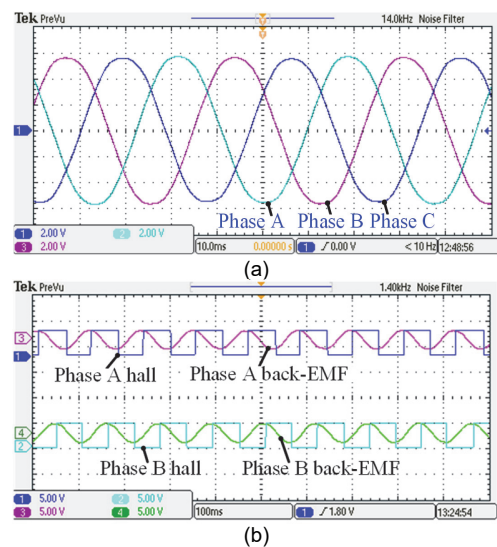 Tek PreVu 14.0kHz Noise Filter
1
Phase A Phase B Phase C
1 2.00 V 2 2.00 V
3 2.00 V 10.0ms 0.00000 s 1 0.00 V < 10 Hz 12:48:56
(a)
Tek PreVu 1.40kHz Noise Filter
3
1
Phase A hall Phase A back-EMF
4
2
Phase B hall Phase B back-EMF
1 5.00 V 2 5.00 V
3 5.00 V 4 5.00 V 100ms 1 1.80 V 13:24:54
(b)